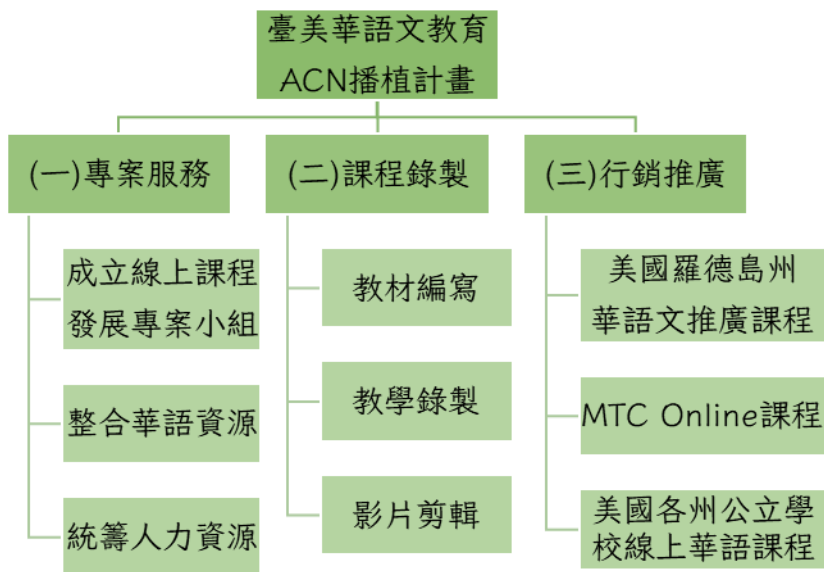 臺美華語文教育
ACN播植計畫
(一)專案服務
成立線上課程
發展專案小組
整合華語資源
統籌人力資源
(二)課程錄製
教材編寫
教學錄製
影片剪輯
(三)行銷推廣
美國羅德島州
華語文推廣課程
MTC Online課程
美國各州公立學
校線上華語課程